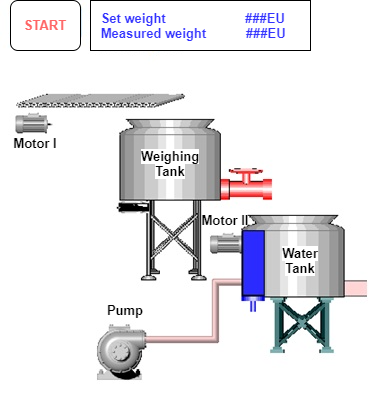 START
Set weight ###EU
Measured weight ###EU
Motor I
Weighing
Tank
Motor II
Water
Tank
Pump